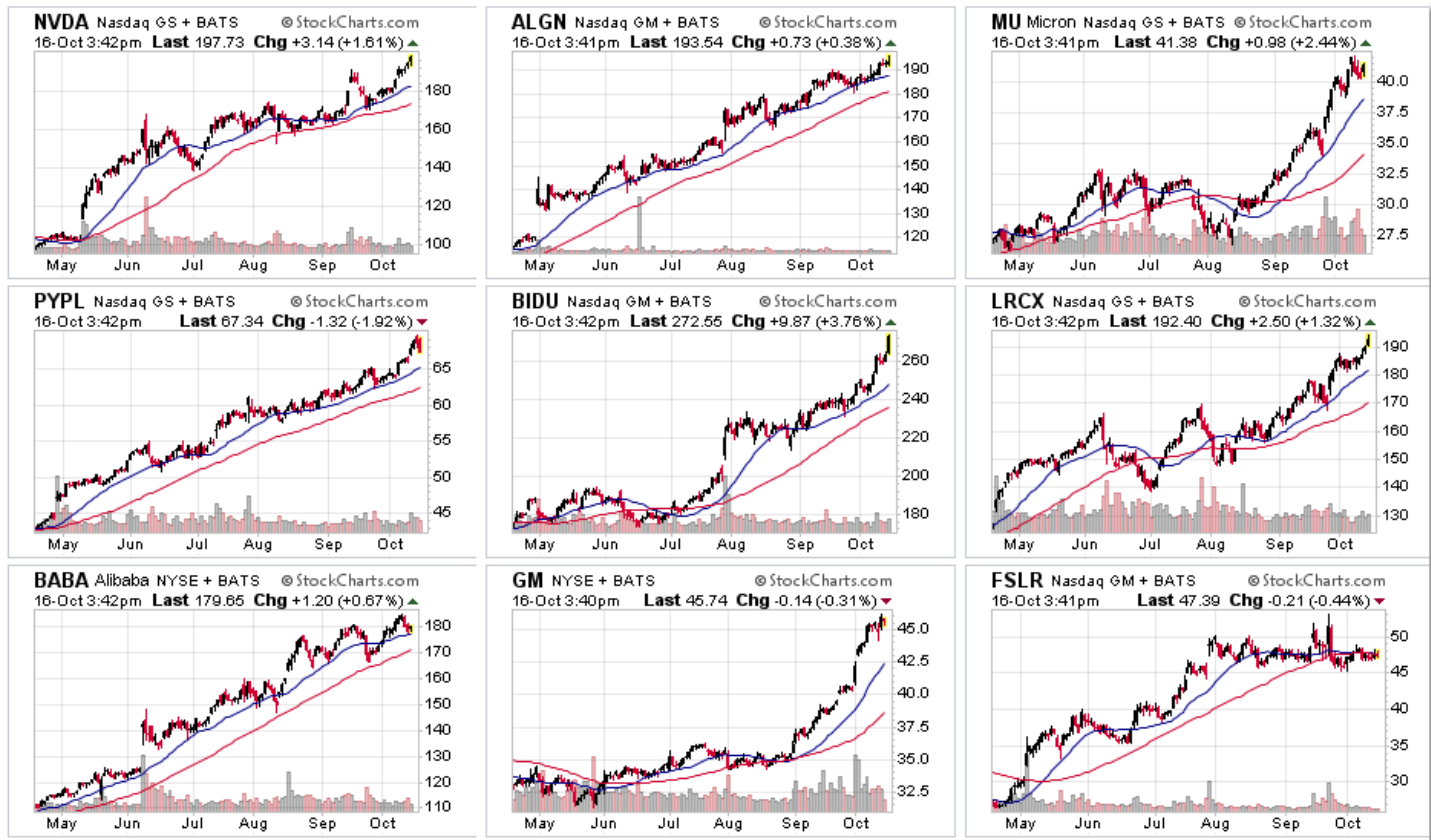 NVDA Nasdaq GS + BATS © StockCharts.com
16-Oct 3:42pm Last 197.73 Chg +3.14 (+1.61%)
180
160
140
120
100
May Jun Jul Aug Sep Oct
ALGN Nasdaq GM + BATS © StockCharts.com
16-Oct 3:41pm Last 193.54 Chg +0.73 (+0.38%)
190
180
170
160
150
140
130
120
May Jun Jul Aug Sep Oct
MU Micron Nasdaq GS + BATS © StockCharts.com
16-Oct 3:41pm Last 41.38 Chg +0.98 (+2.44%)
40.0
37.5
35.0
32.5
30.0
27.5
May Jun Jul Aug Sep Oct
PYPL Nasdaq GS + BATS © StockCharts.com
16-Oct 3:42pm Last 67.34 Chg -1.32 (-1.92%)
65
60
55
50
45
May Jun Jul Aug Sep Oct
BIDU Nasdaq GM + BATS © StockCharts.com
16-Oct 3:42pm Last 272.55 Chg +9.87 (+3.76%)
260
240
220
200
180
May Jun Jul Aug Sep Oct
LRCX Nasdaq GS + BATS © StockCharts.com
16-Oct 3:42pm Last 192.40 Chg +2.50 (+1.32%)
190
180
170
160
150
140
130
May Jun Jul Aug Sep Oct
BABA Alibaba NYSE + BATS © StockCharts.com
16-Oct 3:42pm Last 179.65 Chg +1.20 (+0.67%)
180
170
160
150
140
130
120
110
May Jun Jul Aug Sep Oct
GM NYSE + BATS © StockCharts.com
16-Oct 3:40pm Last 45.74 Chg -0.14 (-0.31%)
45.0
42.5
40.0
37.5
35.0
32.5
May Jun Jul Aug Sep Oct
FSLR Nasdaq GM + BATS © StockCharts.com
16-Oct 3:41pm Last 47.39 Chg -0.21 (-0.44%)
50
45
40
35
30
May Jun Jul Aug Sep Oct